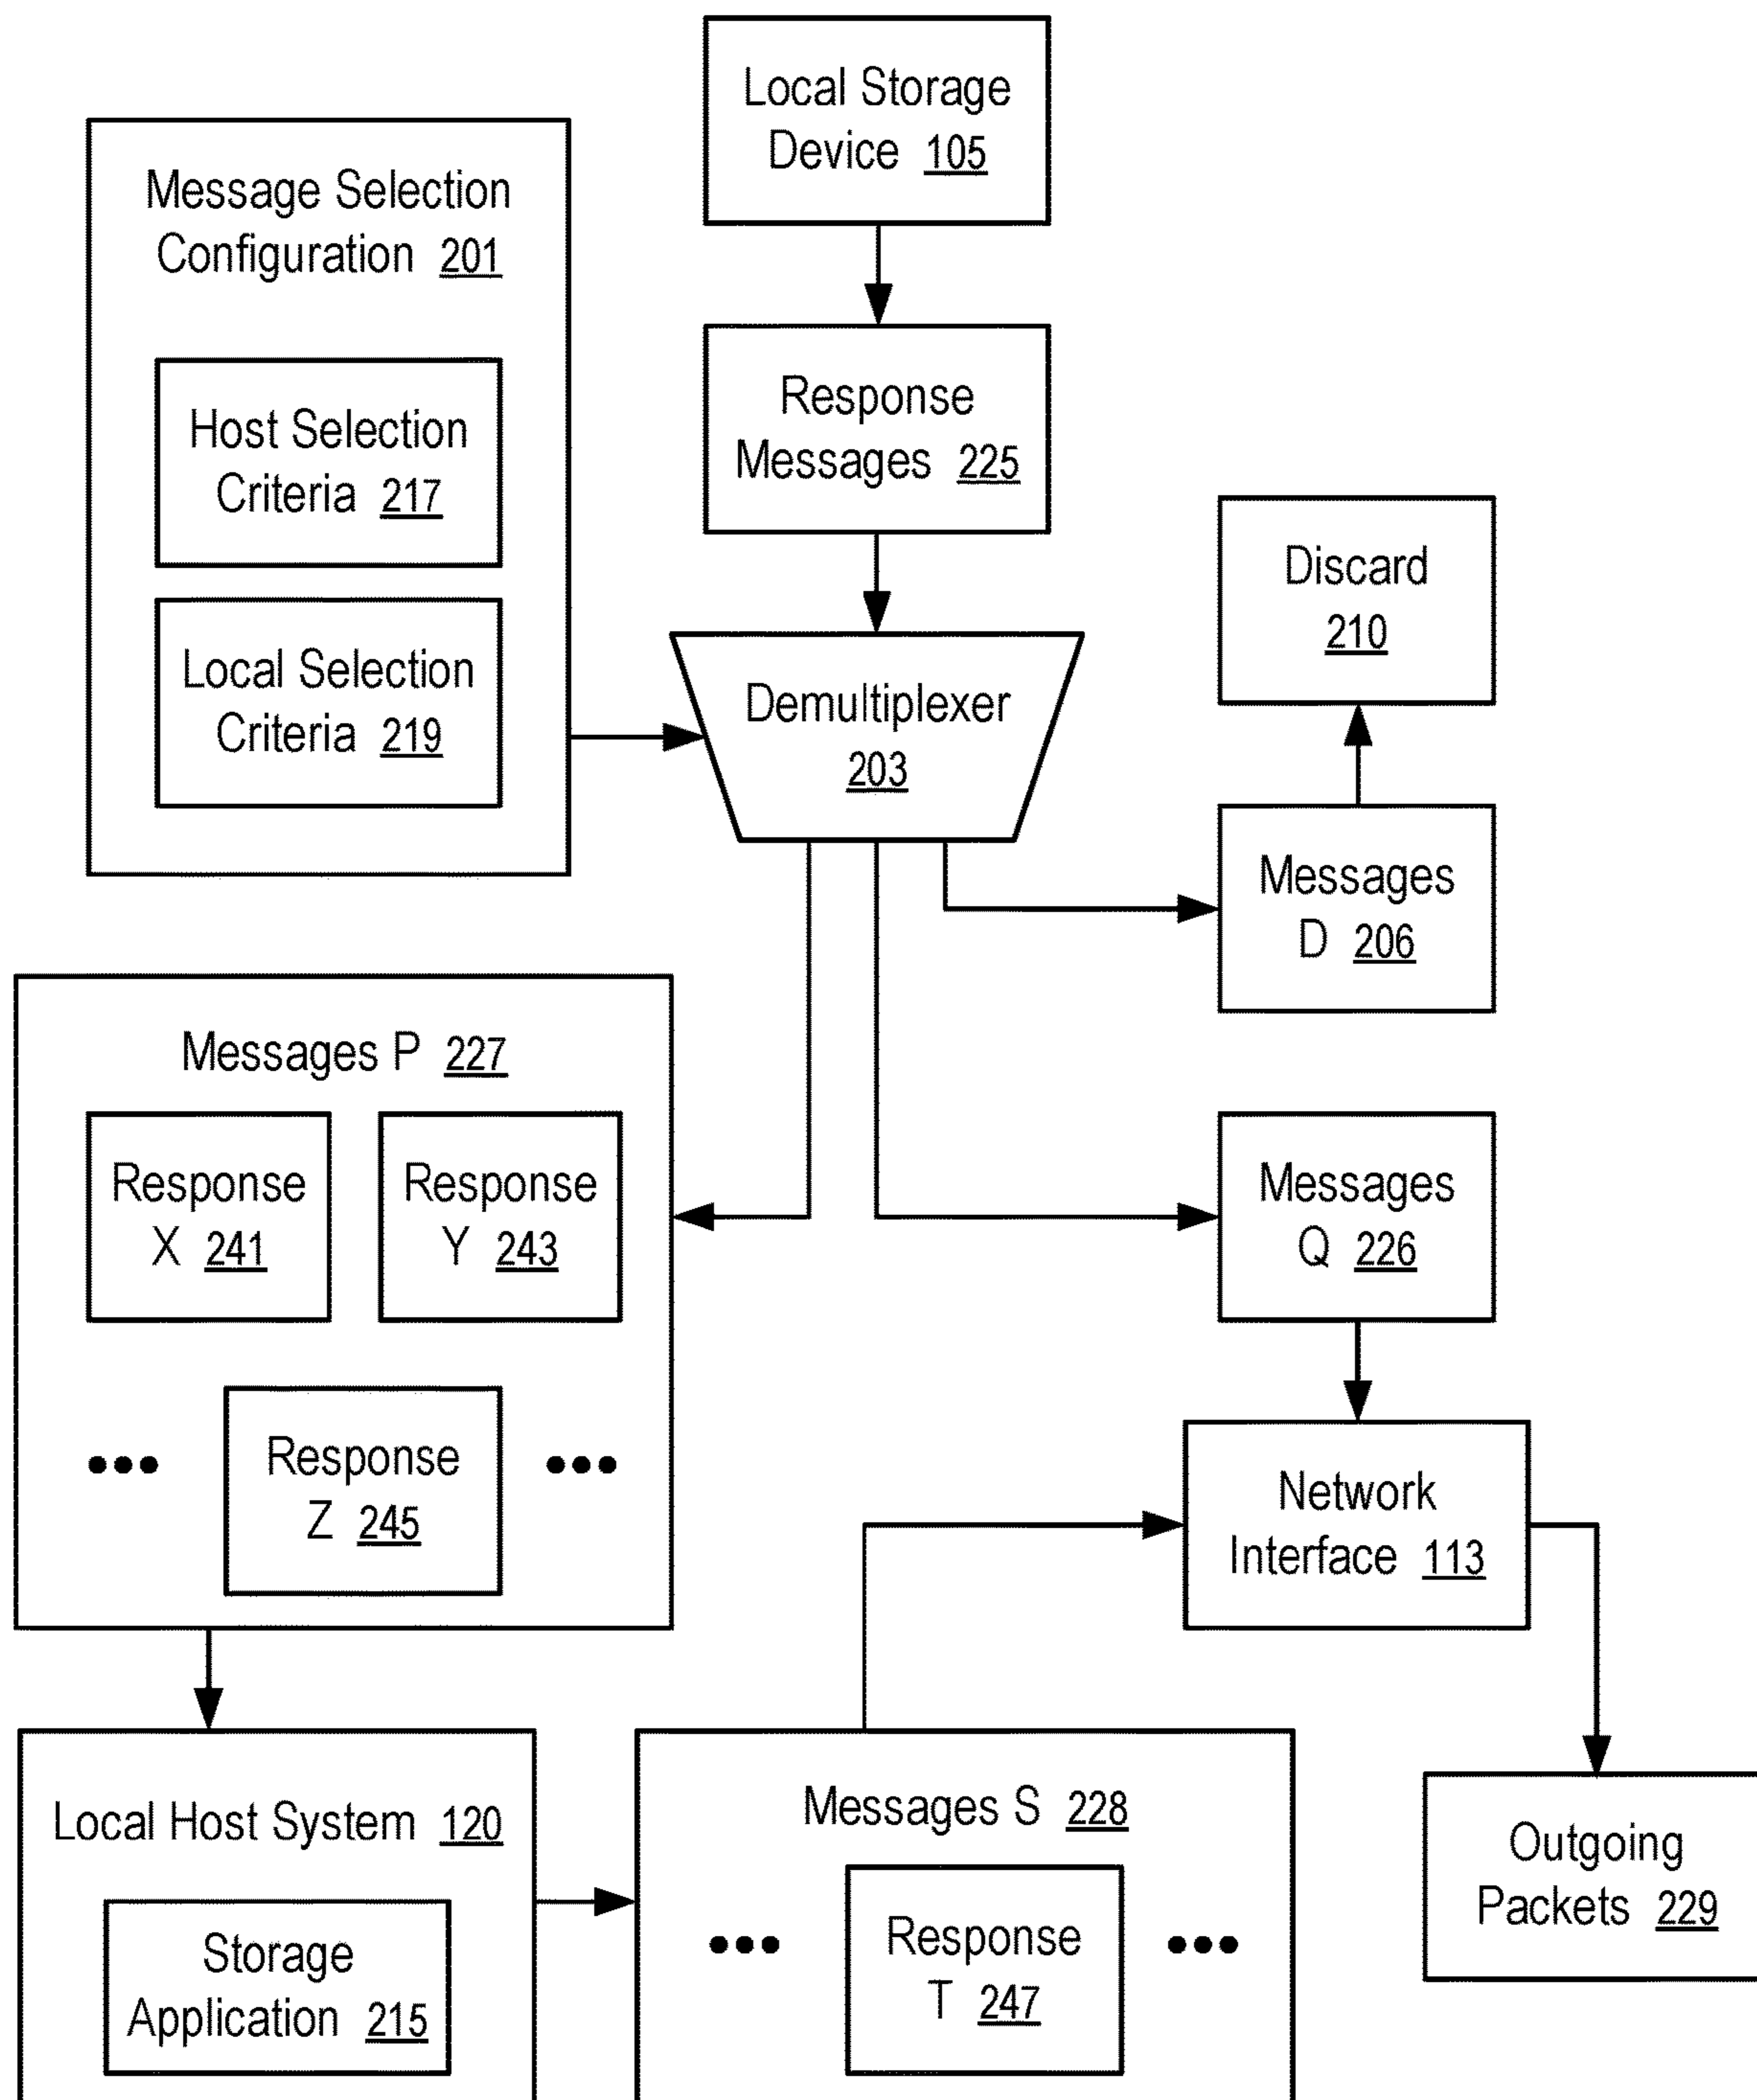 Local Storage
Device 105
Message Selection
Configuration 201
Host Selection
Criteria 217
Local Selection
Criteria 219
Response
Messages 225
Demultiplexer
203
Discard
210
Messages
D 206
Messages P 227
Response
X 241
Response
Y 243
•••
Response
Z 245
•••
Messages
Q 226
Network
Interface 113
Local Host System 120
Storage
Application 215
Messages S 228
•••
Response
T 247
•••
Outgoing
Packets 229